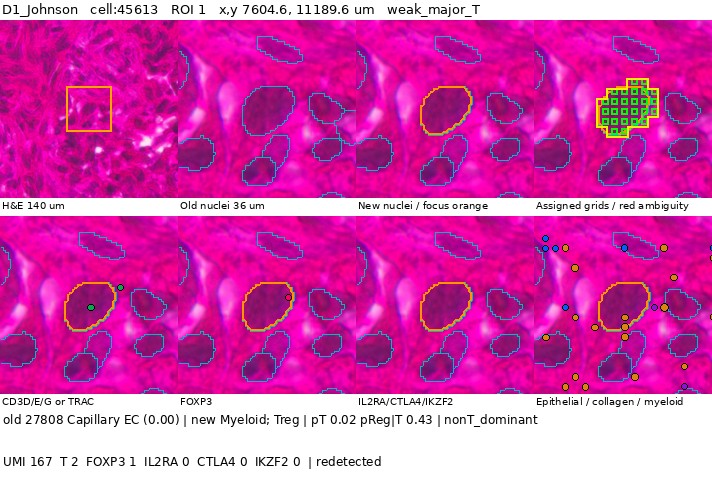 D1_Johnson cell:45613 ROI 1 x,y 7604.6, 11189.6 um weak_major_T
H&E 140 um
Old nuclei 36 um
New nuclei / focus orange
Assigned grids / red ambiguity
CD3D/E/G or TRAC
FOXP3
IL2RA/CTLA4/IKZF2
Epithelial / collagen / myeloid
old 27808 Capillary EC (0.00) | new Myeloid; Treg | pT 0.02 pReg|T 0.43 | nonT_dominant
UMI 167 T 2 FOXP3 1 IL2RA 0 CTLA4 0 IKZF2 0 | redetected